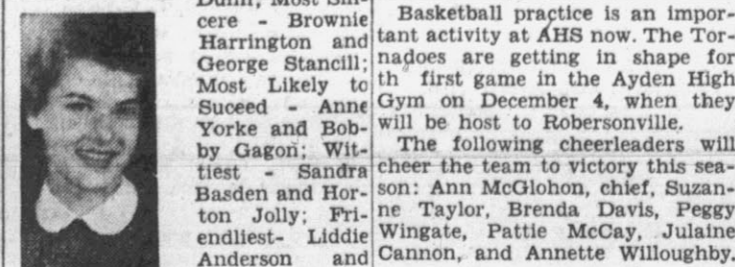 Dunn; Most Sin-
cere - Brownie
Harrington and
George Stancill;
Most Likely to
Suceed - Anne
Yorke and Bob-
by Gagon; Wit-
tiest - Sandra
Basden and Hor-
ton Jolly; Fri-
endliest- Liddie
Anderson and
Basketball practice is an impor-
tant activity at AHS now. The Tor-
nadoes are getting in shape for
th first game in the Ayden High
Gym on December 4, when they
will be host to Robersonville.
The following cheerleaders will
cheer the team to victory this sea-
son: Ann McGlohon, chief, Suzan-
ne Taylor, Brenda Davis, Peggy
Wingate, Pattie McCay, Julaine
Cannon, and Annette Willoughby.